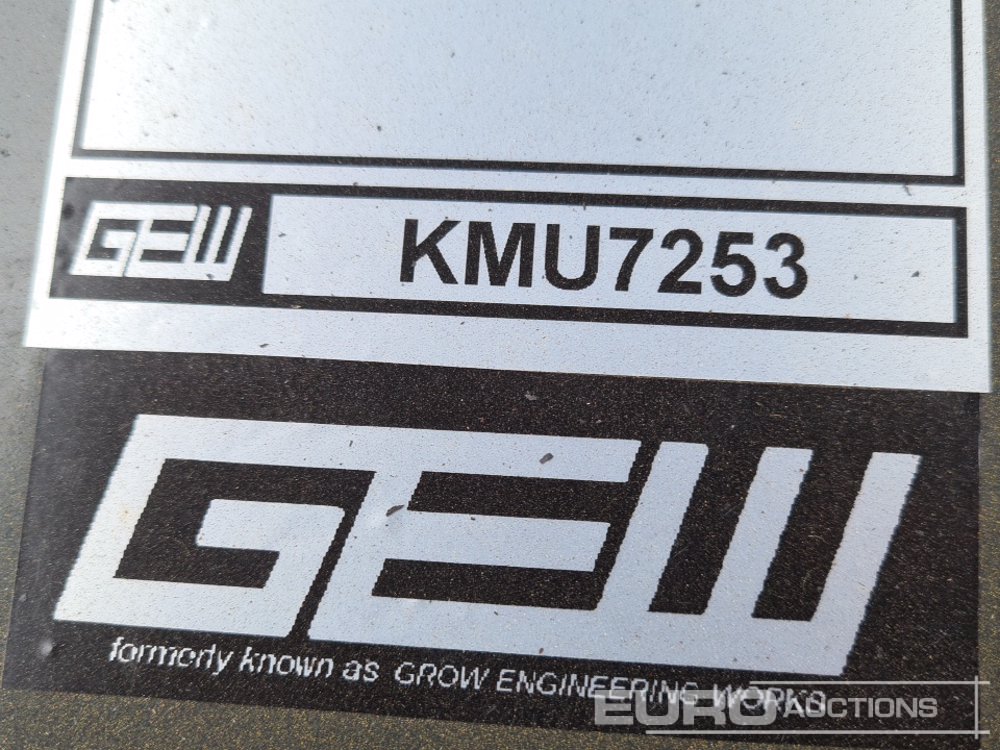 GEW KMU7253
GEW
formerly known as GROW ENGINEERING WORKS
EURO AUCTIONS